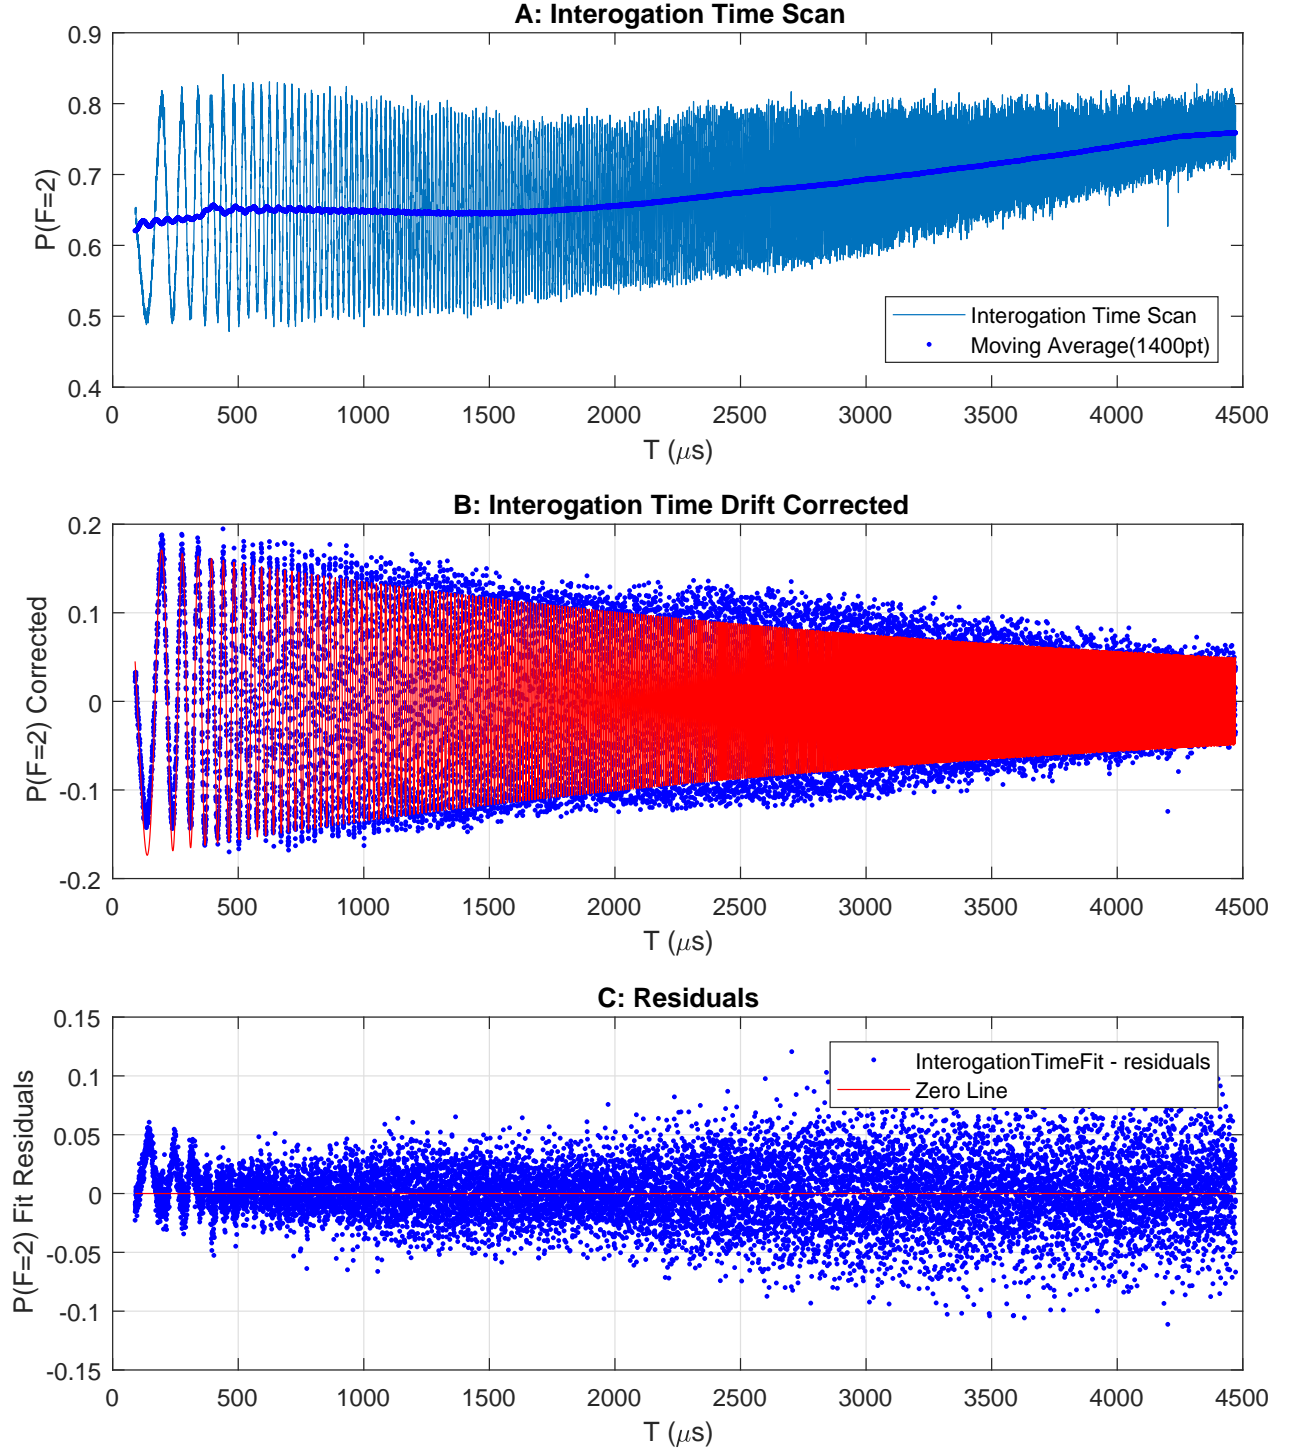 A: Interogation Time Scan
0.9
0.8
0.7
0.6
0.5
0.4
P(F=2)
Interogation Time Scan
Moving Average(1400pt)
0 500 1000 1500 2000 2500 3000 3500 4000 4500
T (μs)
B: Interogation Time Drift Corrected
0.2
0.1
0
-0.1
-0.2
P(F=2) Corrected
0 500 1000 1500 2000 2500 3000 3500 4000 4500
T (μs)
C: Residuals
0.15
0.1
0.05
0
-0.05
-0.1
-0.15
P(F=2) Fit Residuals
InterogationTimeFit - residuals
Zero Line
0 500 1000 1500 2000 2500 3000 3500 4000 4500
T (μs)